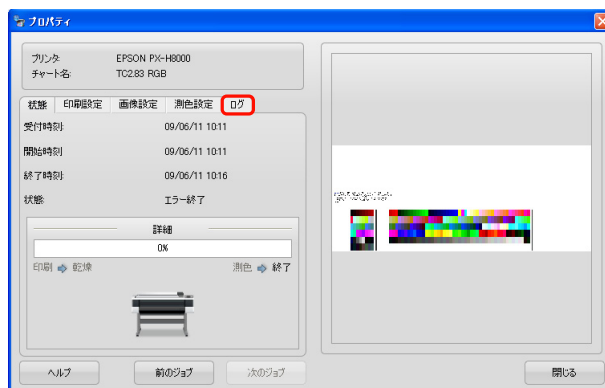 プロパティ
プリンタ: EPSON PX-H8000
チャート名: TC2.83 RGB
状態 印刷設定 画像設定 測色設定 ログ
受付時刻: 09/06/11 10:11
開始時刻: 09/06/11 10:11
終了時刻: 09/06/11 10:16
状態: エラー終了
詳細
0%
印刷 乾燥 測色 終了
ヘルプ 前のジョブ 次のジョブ 閉じる